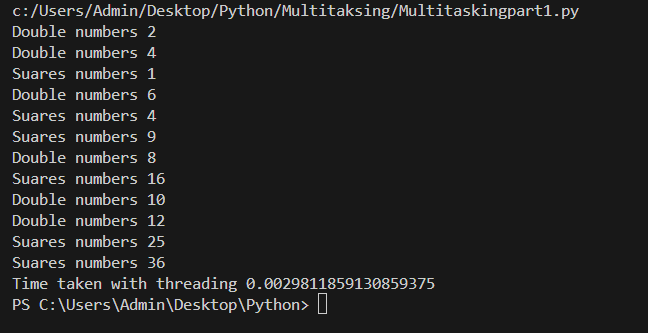 c:/Users/Admin/Desktop/Python/Multitaksing/Multitaskingpart1.py
Double numbers 2
Double numbers 4
Suares numbers 1
Double numbers 6
Suares numbers 4
Suares numbers 9
Double numbers 8
Suares numbers 16
Double numbers 10
Double numbers 12
Suares numbers 25
Suares numbers 36
Time taken with threading 0.0029811859130859375
PS C:\Users\Admin\Desktop\Python>